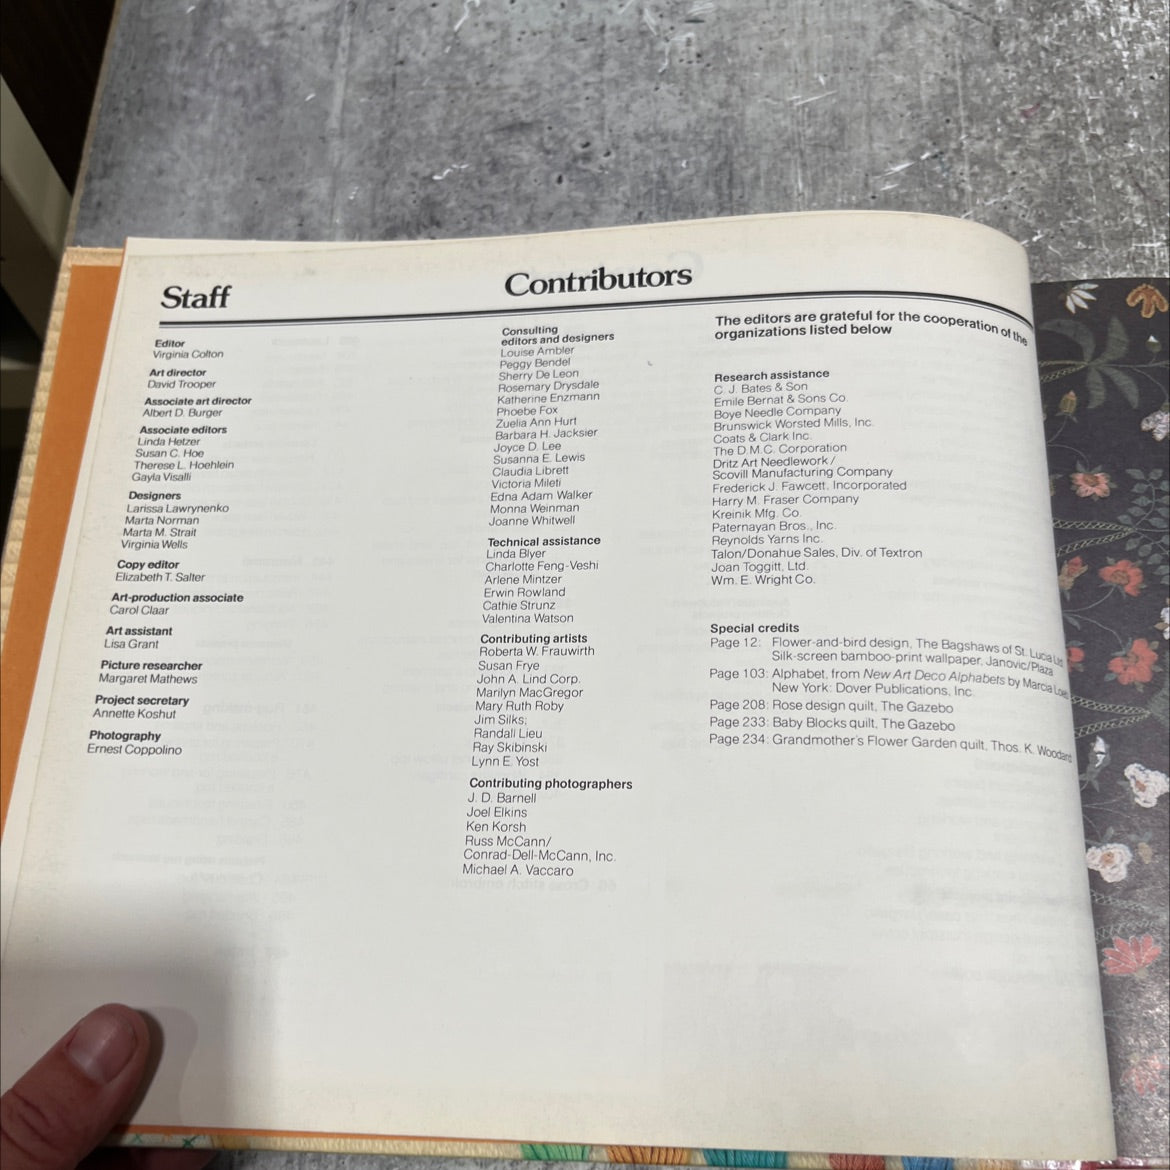 Staff
Editor
Virginia Colton
Art director
David Trooper
Associate art director
Albert D. Burger
Associate editors
Linda Hetzer
Susan C. Hoe
Therese L. Hoehlein
Gayla Visalli
Designers
Larissa Lawrynenko
Marta Norman
Marta M. Strait
Virginia Wells
Copy editor
Elizabeth T. Salter
Art-production associate
Carol Claar
Art assistant
Lisa Grant
Picture researcher
Margaret Mathews
Project secretary
Annette Koshut
Photography
Ernest Coppolino
Contributors
Consulting
editors and designers
Louise Ambler
Peggy Bendel
Sherry De Leon
Rosemary Drysdale
Katherine Enzmann
Phoebe Fox
Zuelia Ann Hurt
Barbara H. Jacksier
Joyce D. Lee
Susanna E. Lewis
Claudia Librett
Victoria Mileti
Edna Adam Walker
Monna Weinman
Joanne Whitwell
Technical assistance
Linda Blyer
Charlotte Feng-Veshi
Arlene Mintzer
Erwin Rowland
Cathie Strunz
Valentina Watson
Contributing artists
Roberta W. Frauwirth
Susan Frye
John A. Lind Corp.
Marilyn MacGregor
Mary Ruth Roby
Jim Silks;
Randall Lieu
Ray Skibinski
Lynn E. Yost
Contributing photographers
J. D. Barnell
Joel Elkins
Ken Korsh
Russ McCann/
Conrad-Dell-McCann, Inc.
Michael A. Vaccaro
The editors are grateful for the cooperation of the
organizations listed below
Research assistance
C. J. Bates & Son
Emile Bernat & Sons Co.
Boye Needle Company
Brunswick Worsted Mills, Inc.
Coats & Clark Inc.
The D.M.C. Corporation
Dritz Art Needlework /
Scovill Manufacturing Company
Frederick J. Fawcett, Incorporated
Harry M. Fraser Company
Kreinik Mfg. Co.
Paternayan Bros., Inc.
Reynolds Yarns Inc.
Talon/Donahue Sales, Div. of Textron
Joan Toggitt, Ltd.
Wm. E. Wright Co.
Special credits
Page 12: Flower-and-bird design, The Bagshaws of St. Lucia Ltd
Silk-screen bamboo-print wallpaper, Janovic/Plaza
Page 103: Alphabet, from New Art Deco Alphabets by Marcia
New York: Dover Publications, Inc.
Page 208: Rose design quilt, The Gazebo
Page 233: Baby Blocks quilt, The Gazebo
Page 234: Grandmother's Flower Garden quilt, Thos. K. Woodard